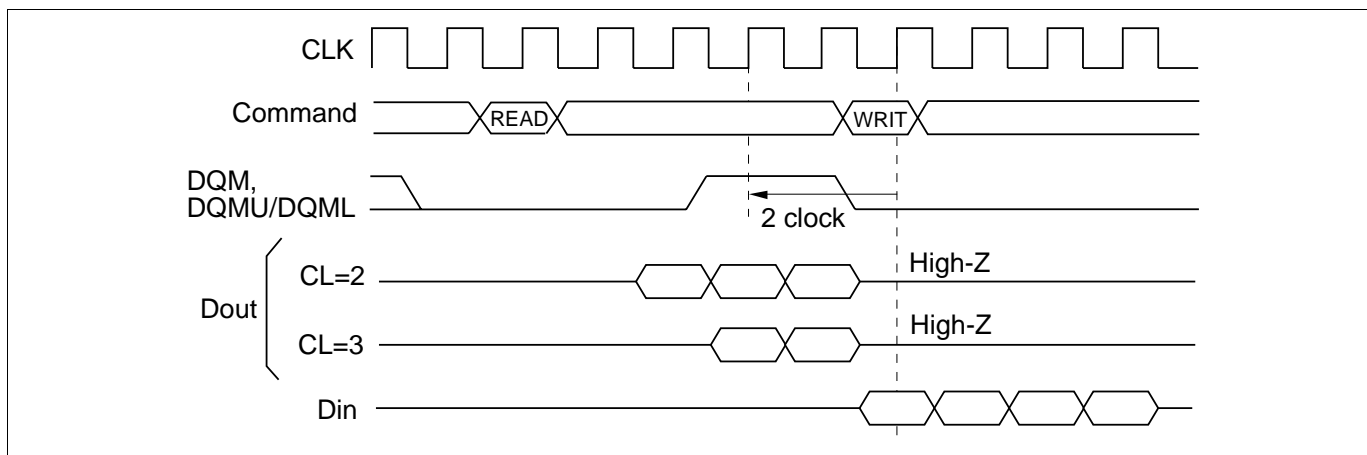 CLK
Command
READ
WRIT
DQM,
DQMU/DQML
2 clock
CL=2
High-Z
Dout
CL=3
High-Z
Din